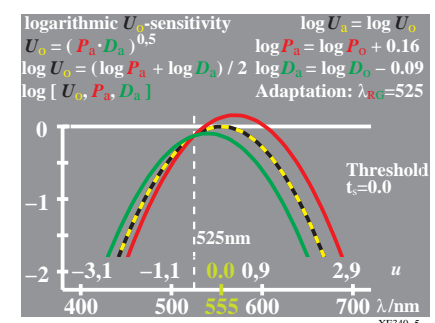 logarithmic Uo-sensitivity log Ua = log Uo
Uo = ( Pa·Da )0,5 log Pa = log Po + 0.16
log Uo = ( log Pa + log Da ) / 2 log Da = log Do – 0.09
log [ Uo, Pa, Da ] Adaptation: λRG=525
0
Threshold
ts=0.0
–1
525nm
–2 –3,1 –1,1 0.0 0,9 2,9 u
400 500 555 600 700 λ/nm